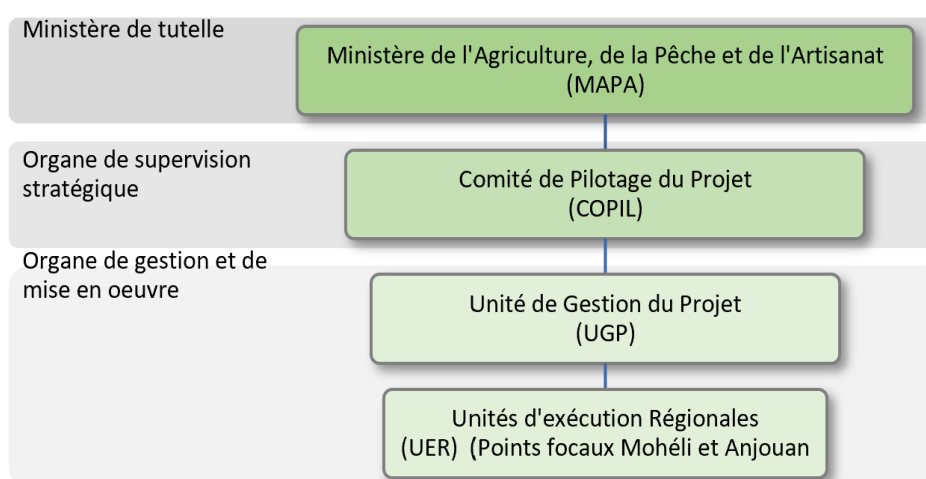 Ministère de tutelle
Ministère de l'Agriculture, de la Pêche et de l'Artisanat
(MAPA)
Organe de supervision
stratégique
Comité de Pilotage du Projet
(COPIL)
Organe de gestion et de
mise en oeuvre
Unité de Gestion du Projet
(UGP)
Unités d'exécution Régionales
(UER) (Points focaux Mohéli et Anjouan